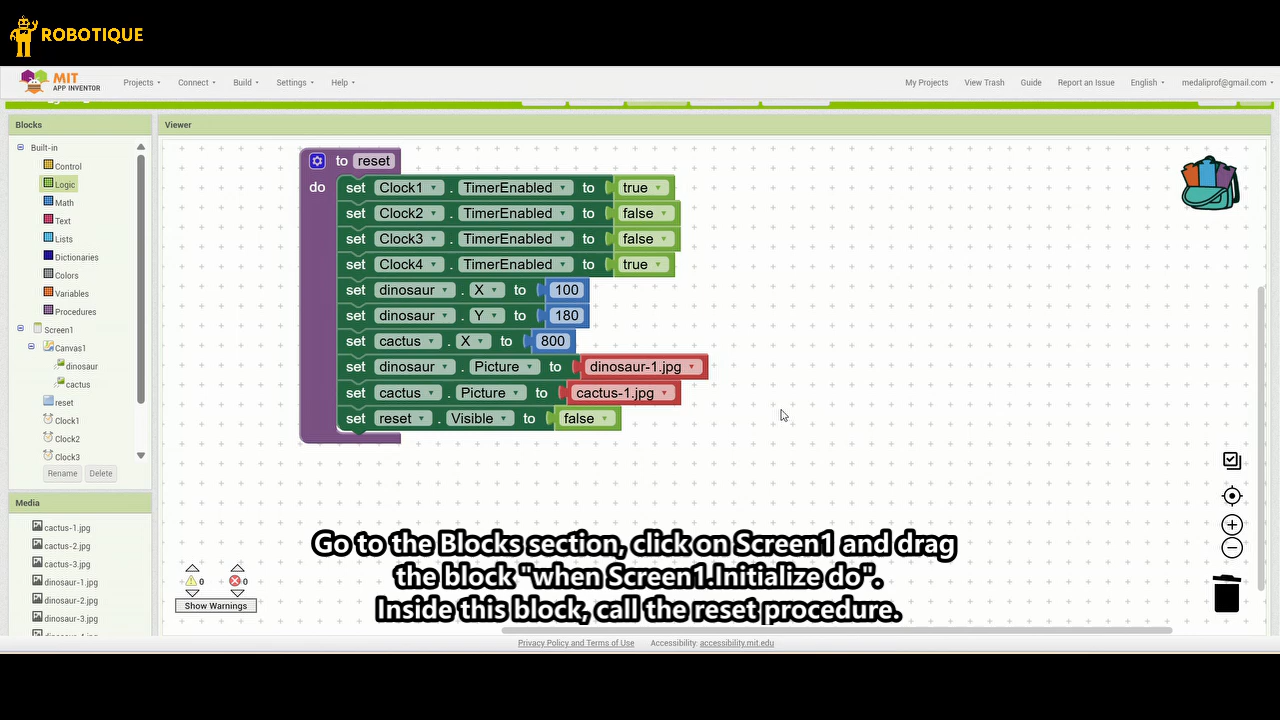 ROBOTIQUE
MIT
APP INVENTOR
Projects
Connect
Build
Settings
Help
My Projects
View Trash
Guide
Report an Issue
English
medaliprof@gmail.com
Blocks
Viewer
Built-in
Control
Logic
Math
Text
Lists
Dictionaries
Colors
Variables
Procedures
Screen1
Canvas1
dinosaur
cactus
reset
Clock1
Clock2
Clock3
Rename
Delete
Media
cactus-1.jpg
cactus-2.jpg
cactus-3.jpg
dinosaur-1.jpg
dinosaur-2.jpg
dinosaur-3.jpg
to reset
do set Clock1 . TimerEnabled to true
set Clock2 . TimerEnabled to false
set Clock3 . TimerEnabled to false
set Clock4 . TimerEnabled to true
set dinosaur . X to 100
set dinosaur . Y to 180
set cactus . X to 800
set dinosaur . Picture to dinosaur-1.jpg
set cactus . Picture to cactus-1.jpg
set reset . Visible to false
0 0
Show Warnings
Go to the Blocks section, click on Screen1 and drag
the block "when Screen1.Initialize do".
Inside this block, call the reset procedure.
Privacy Policy and Terms of Use
Accessibility: accessibility.mit.edu